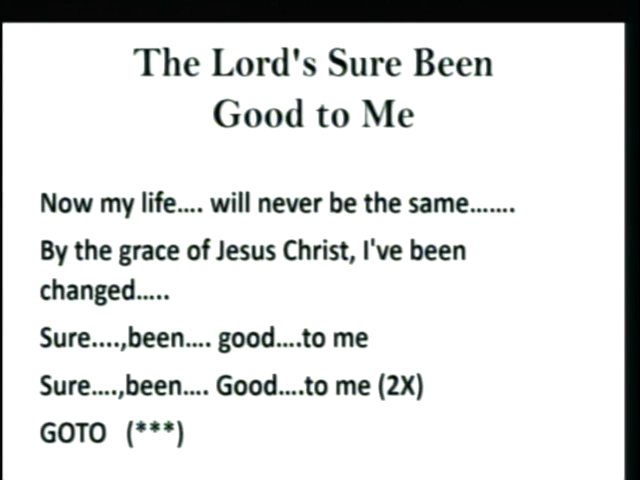 The Lord's Sure Been
Good to Me
Now my life.... will never be the same.......
By the grace of Jesus Christ, I've been
changed.....
Sure....,been.... good....to me
Sure....,been.... Good....to me (2X)
GOTO (***)